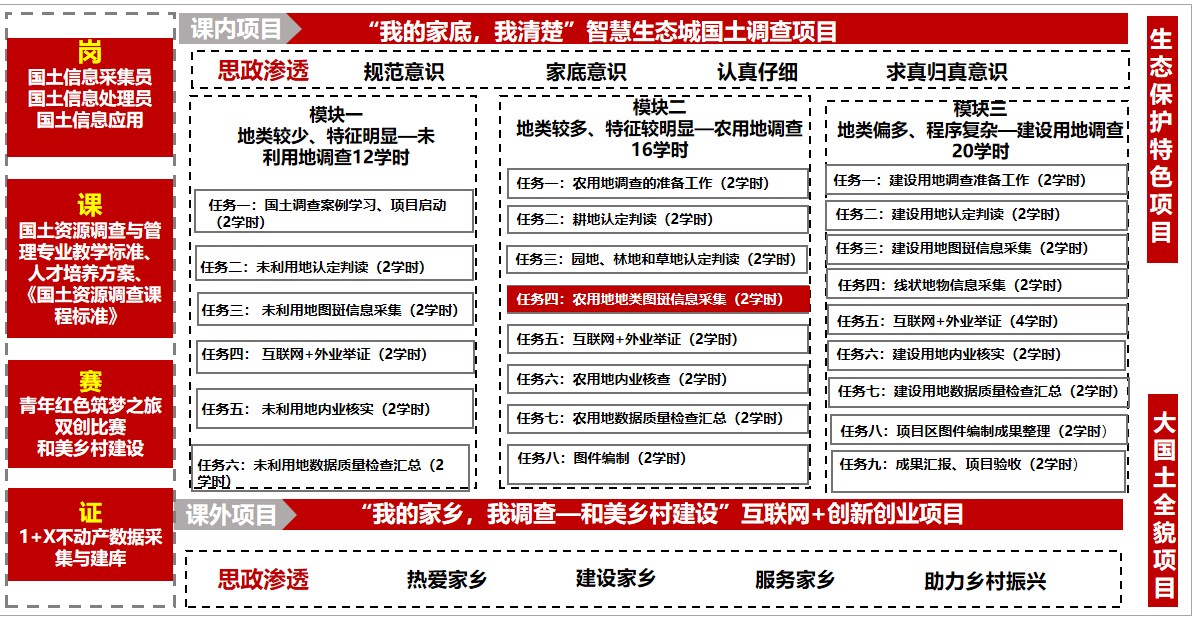 岗
国土信息采集员
国土信息处理员
国土信息应用
课
国土资源调查与管
理专业教学标准、
人才培养方案、
《国土资源调查课
程标准》
赛
青年红色筑梦之旅
双创比赛
和美乡村建设
证
1+X不动产数据采
集与建库
课内项目
“我的家底，我清楚”智慧生态城国土调查项目
思政渗透
规范意识
家底意识
认真仔细
求真归真意识
模块一
地类较少、特征明显—未
利用地调查12学时
任务一：国土调查案例学习、项目启动
（2学时）
任务二：未利用地认定判读（2学时）
任务三： 未利用地图斑信息采集（2学时）
任务四： 互联网+外业举证（2学时）
任务五： 未利用地内业核实（2学时）
任务六：未利用地数据质量检查汇总（2
学时）
模块二
地类较多、特征较明显—农用地调查
16学时
任务一：农用地调查的准备工作（2学时）
任务二：耕地认定判读（2学时）
任务三：园地、林地和草地认定判读（2学时）
任务四：农用地地类图斑信息采集（2学时）
任务五：互联网+外业举证（2学时）
任务六：农用地内业核查（2学时）
任务七：农用地数据质量检查汇总（2学时）
任务八：图件编制（2学时）
模块三
地类偏多、程序复杂—建设用地调查
20学时
任务一：建设用地调查准备工作（2学时）
任务二：建设用地认定判读（2学时）
任务三：建设用地图斑信息采集（2学时）
任务四：线状地物信息采集（2学时）
任务五：互联网+外业举证（4学时）
任务六：建设用地内业核实（2学时）
任务七：建设用地数据质量检查汇总（2学时）
任务八：项目区图件编制成果整理（2学时）
任务九：成果汇报、项目验收（2学时）
课外项目
“我的家乡，我调查—和美乡村建设”互联网+创新创业项目
思政渗透
热爱家乡
建设家乡
服务家乡
助力乡村振兴
生态保护特色项目
大国土全貌项目